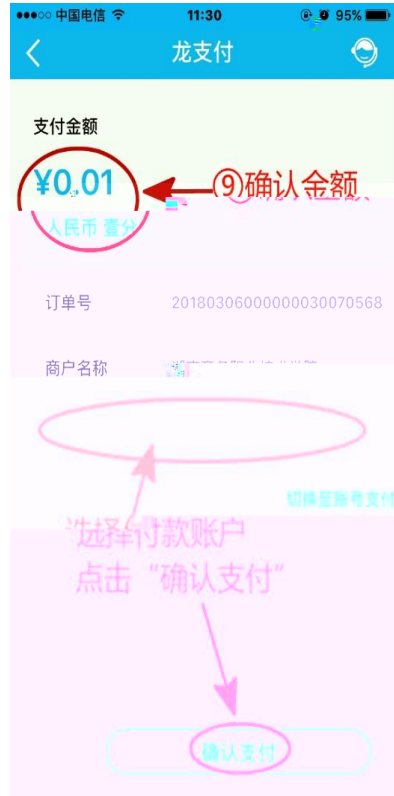 中国电信 11:30 95%
龙支付
支付金额
¥0.01 ⑨确认金额
人民币 壹分
订单号 20180306000000030070568
商户名称
切换至账号支付
选择付款账户
点击“确认支付”
确认支付